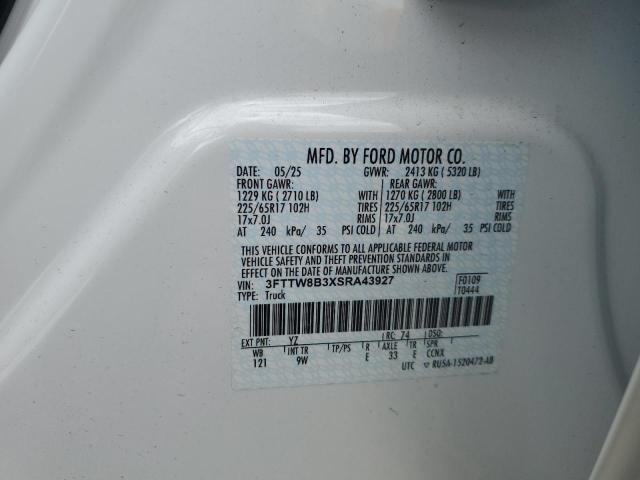 MFD. BY FORD MOTOR CO.
DATE: 05/25 GVWR: 2413 KG ( 5320 LB)
FRONT GAWR: REAR GAWR:
1229 KG ( 2710 LB) WITH 1270 KG ( 2800 LB) WITH
225/65R17 102H TIRES 225/65R17 102H TIRES
17x7.0J RIMS 17x7.0J RIMS
AT 240 kPa/ 35 PSI COLD AT 240 kPa/ 35 PSI COLD
THIS VEHICLE CONFORMS TO ALL APPLICABLE FEDERAL MOTOR
VEHICLE SAFETY AND THEFT PREVENTION STANDARDS IN
EFFECT ON THE DATE OF MANUFACTURE SHOWN ABOVE.
VIN: 3FTTW8B3XSRA43927 F0109
TYPE: Truck T0444
EXT PNT: YZ RC: 74 DSO:
WB INT TR TP/PS R AXLE TR SPR
121 9W E 33 E CCNX
UTC ▽ RUSA-1520472-AB